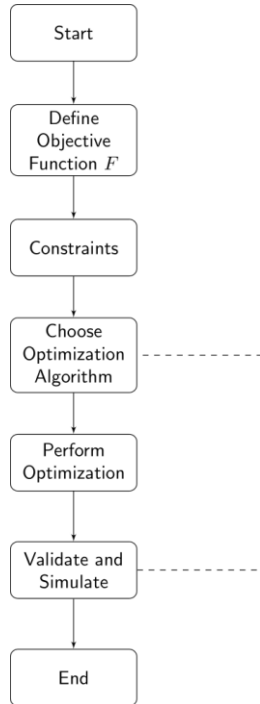 Start
Define
Objective
Function F
Constraints
Choose
Optimization
Algorithm
Perform
Optimization
Validate and
Simulate
End